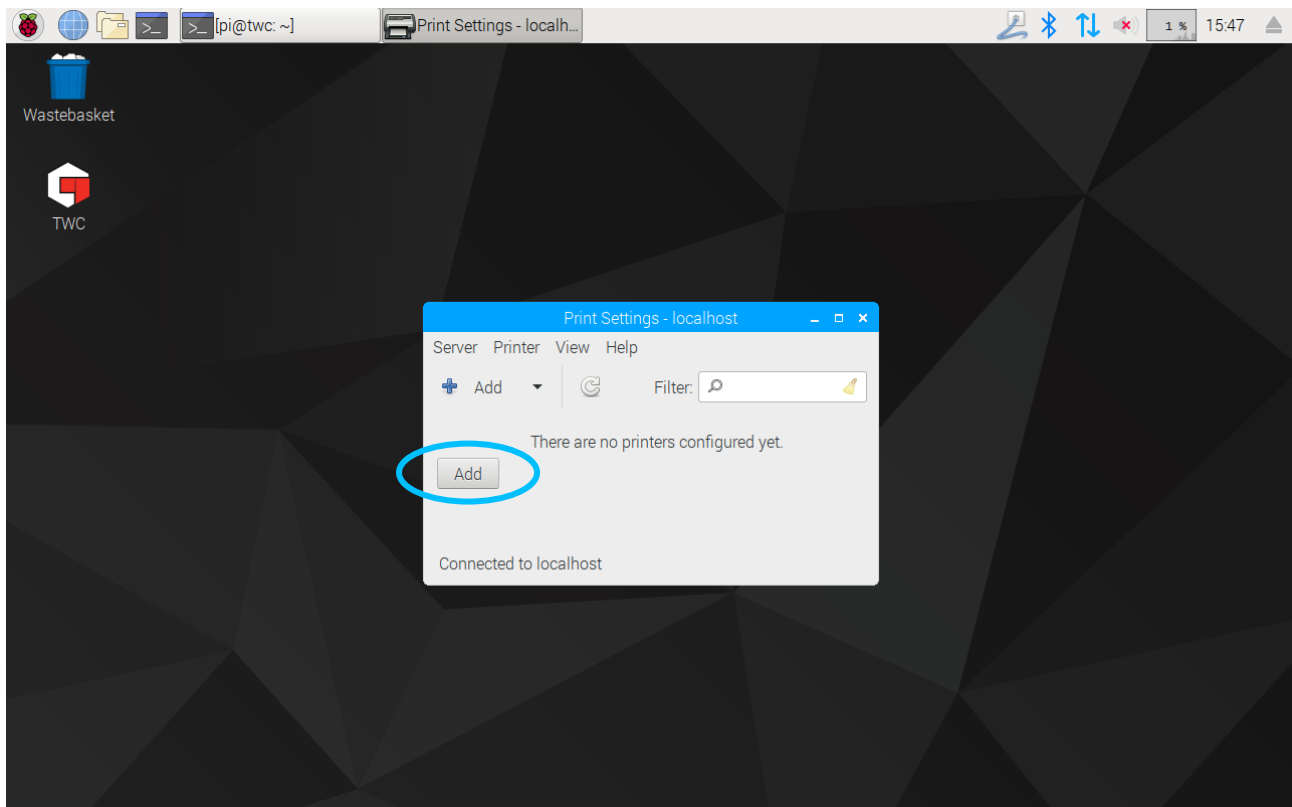 [pi@twc: ~]
Print Settings - localh...
1 %
15:47
Wastebasket
TWC
Print Settings - localhost
Server Printer View Help
Add
Filter:
There are no printers configured yet.
Add
Connected to localhost